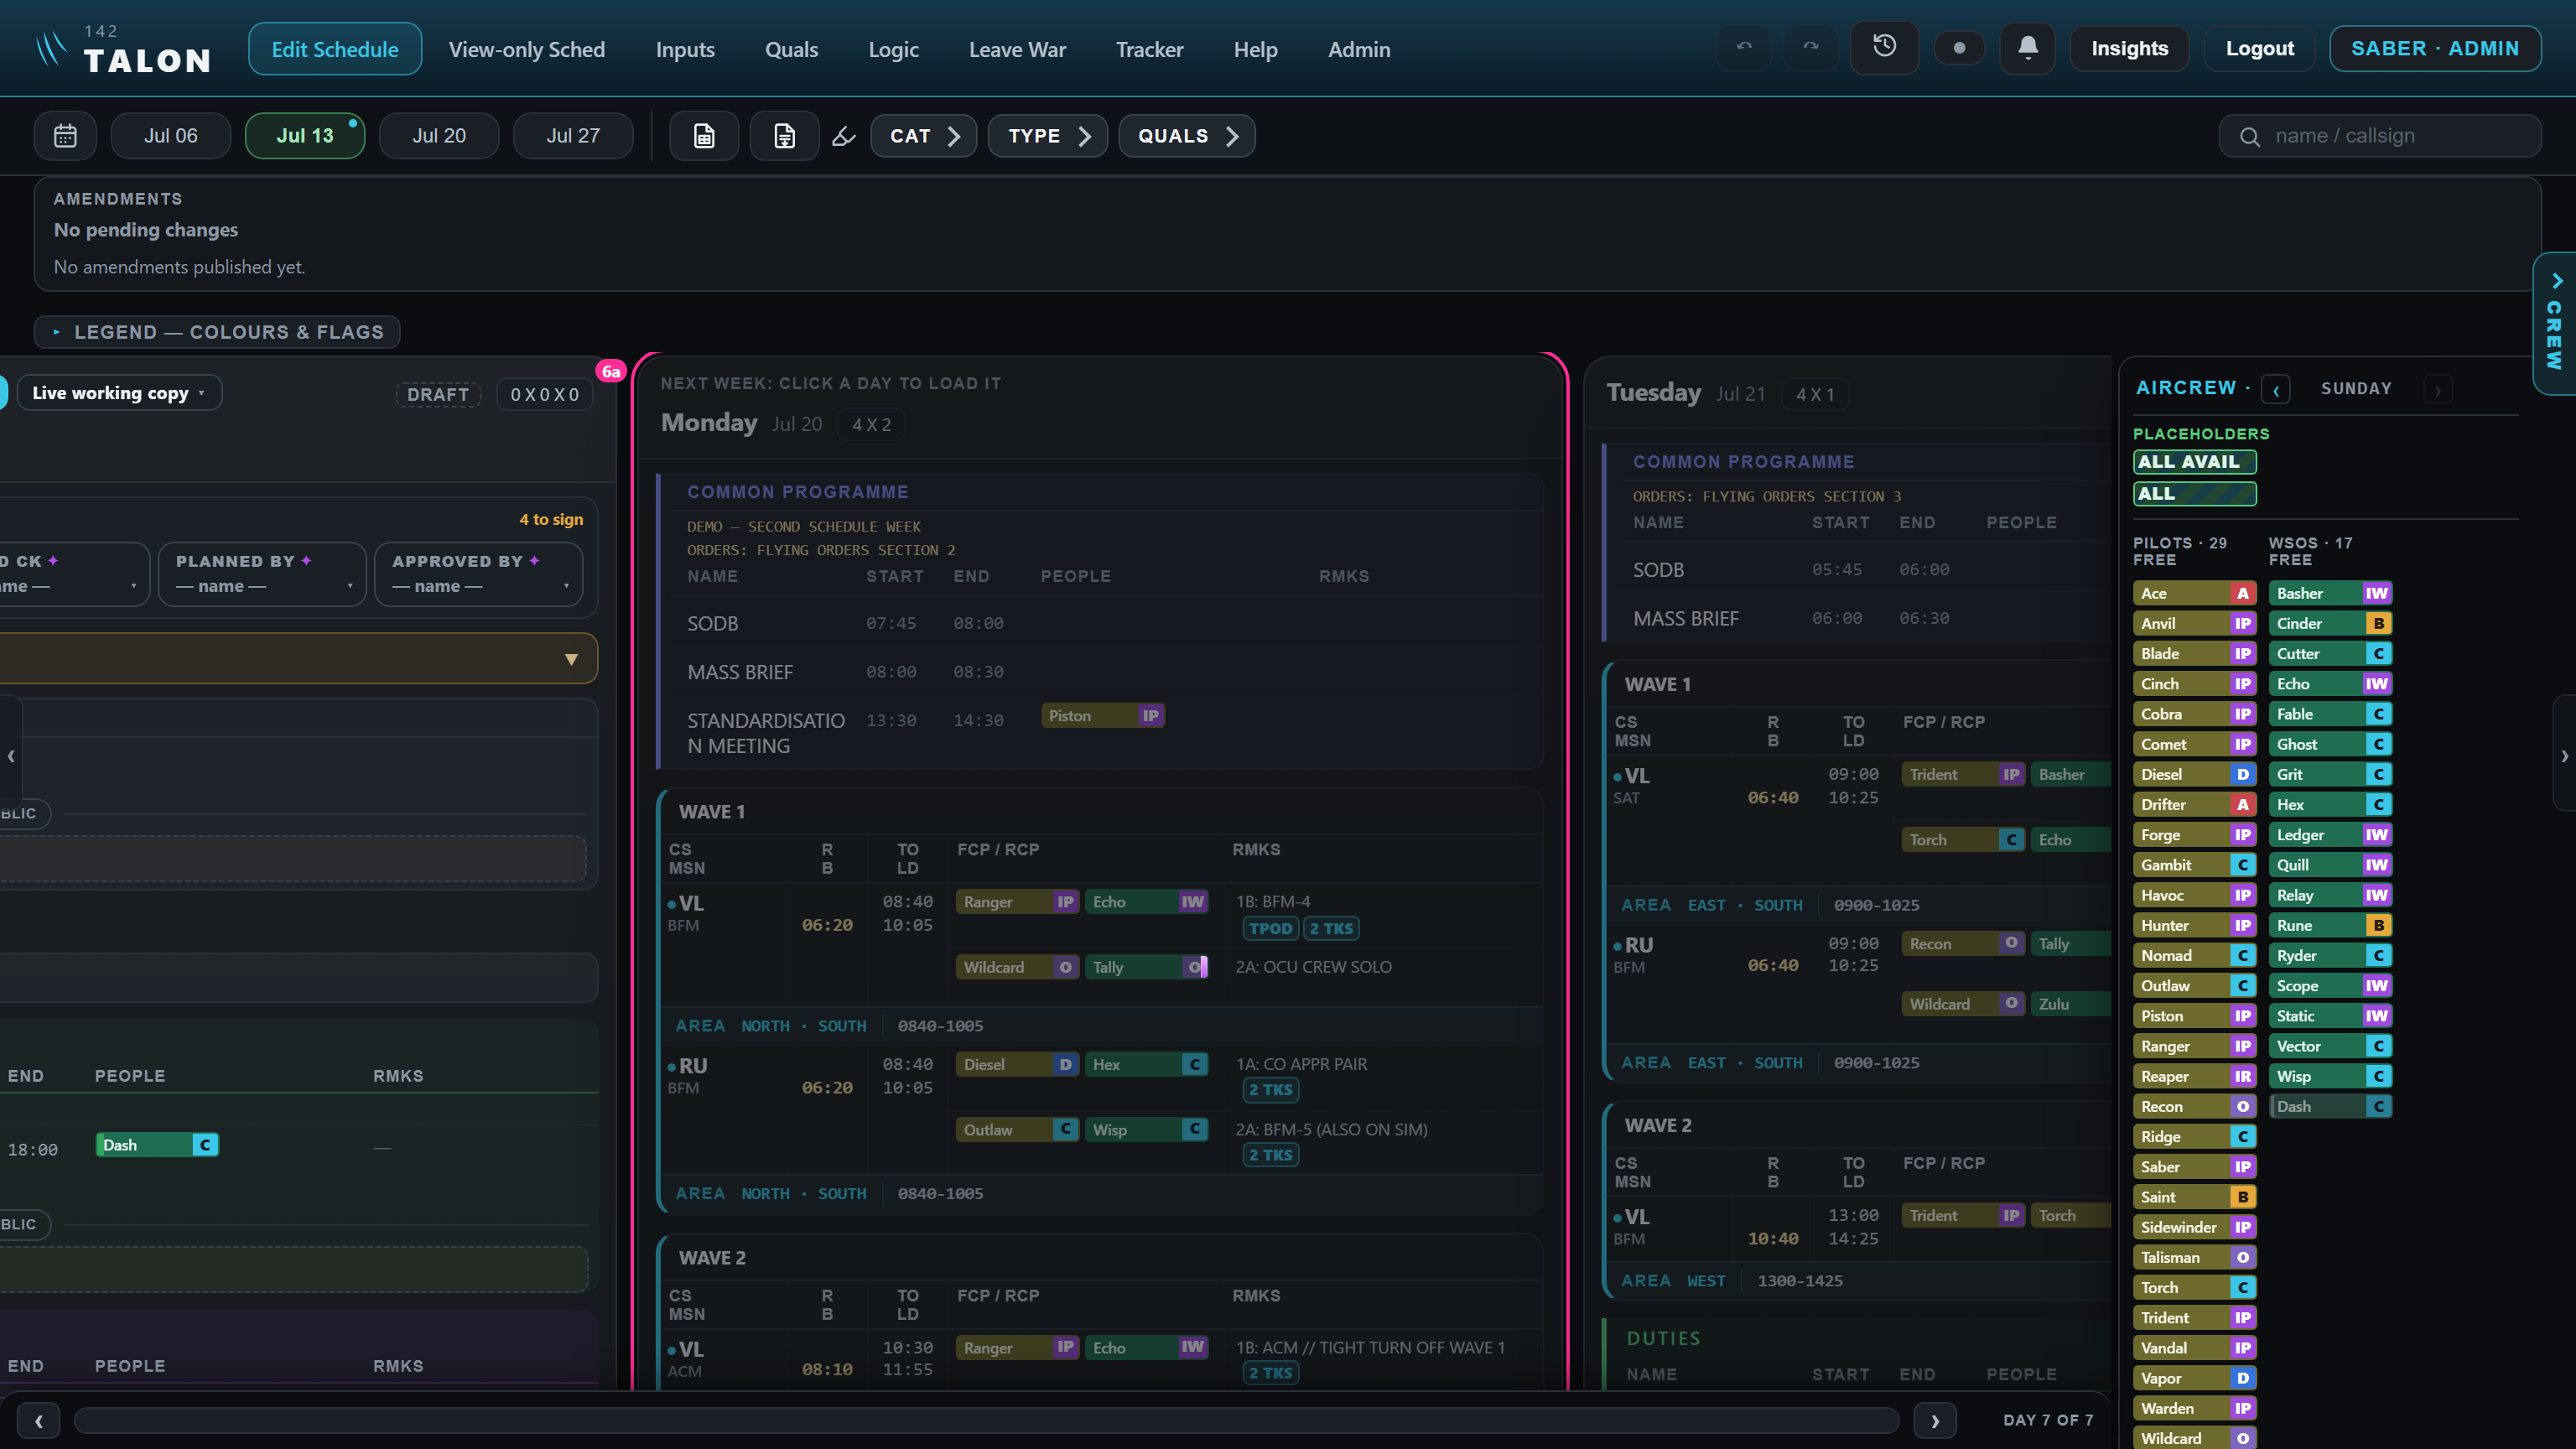 142
TALON
Edit Schedule
View-only Sched
Inputs
Quals
Logic
Leave War
Tracker
Help
Admin
Insights
Logout
SABER · ADMIN
Jul 06
Jul 13
Jul 20
Jul 27
CAT
TYPE
QUALS
name / callsign
AMENDMENTS
No pending changes
No amendments published yet.
LEGEND — COLOURS & FLAGS
CREW
Live working copy
DRAFT
0 X 0 X 0
6a
4 to sign
D CK
PLANNED BY
— name —
APPROVED BY
— name —
BLIC
END PEOPLE RMKS
18:00 Dash C —
BLIC
END PEOPLE RMKS
NEXT WEEK: CLICK A DAY TO LOAD IT
Monday Jul 20 4 X 2
COMMON PROGRAMME
DEMO — SECOND SCHEDULE WEEK
ORDERS: FLYING ORDERS SECTION 2
NAME START END PEOPLE RMKS
SODB 07:45 08:00
MASS BRIEF 08:00 08:30
STANDARDISATIO 13:30 14:30 Piston IP
N MEETING
WAVE 1
CS R TO FCP / RCP RMKS
MSN B LD
VL 08:40 Ranger IP Echo IW 1B: BFM-4
BFM 06:20 10:05 TPOD 2 TKS
Wildcard O Tally O 2A: OCU CREW SOLO
AREA NORTH · SOUTH 0840-1005
RU 08:40 Diesel D Hex C 1A: CO APPR PAIR
BFM 06:20 10:05 2 TKS
Outlaw C Wisp C 2A: BFM-5 (ALSO ON SIM)
2 TKS
AREA NORTH · SOUTH 0840-1005
WAVE 2
CS R TO FCP / RCP RMKS
MSN B LD
VL 10:30 Ranger IP Echo IW 1B: ACM // TIGHT TURN OFF WAVE 1
ACM 08:10 11:55 2 TKS
Tuesday Jul 21 4 X 1
COMMON PROGRAMME
ORDERS: FLYING ORDERS SECTION 3
NAME START END PEOPLE
SODB 05:45 06:00
MASS BRIEF 06:00 06:30
WAVE 1
CS R TO FCP / RCP
MSN B LD
VL 09:00 Trident IP Basher
SAT 06:40 10:25
Torch C Echo
AREA EAST · SOUTH 0900-1025
RU 09:00 Recon O Tally
BFM 06:40 10:25
Wildcard O Zulu
AREA EAST · SOUTH 0900-1025
WAVE 2
CS R TO FCP / RCP
MSN B LD
VL 13:00 Trident IP Torch
BFM 10:40 14:25
AREA WEST 1300-1425
DUTIES
NAME START END PEOPLE
AIRCREW · SUNDAY
PLACEHOLDERS
ALL AVAIL
ALL
PILOTS · 29 FREE
WSOS · 17 FREE
Ace A Basher IW
Anvil IP Cinder B
Blade IP Cutter C
Cinch IP Echo IW
Cobra IP Fable C
Comet IP Ghost C
Diesel D Grit C
Drifter A Hex C
Forge IP Ledger IW
Gambit C Quill IW
Havoc IP Relay IW
Hunter IP Rune B
Nomad C Ryder C
Outlaw C Scope IW
Piston IP Static IW
Ranger IP Vector C
Reaper IR Wisp C
Recon O Dash C
Ridge C
Saber IP
Saint B
Sidewinder IP
Talisman O
Torch C
Trident IP
Vandal IP
Vapor D
Warden IP
Wildcard O
DAY 7 OF 7